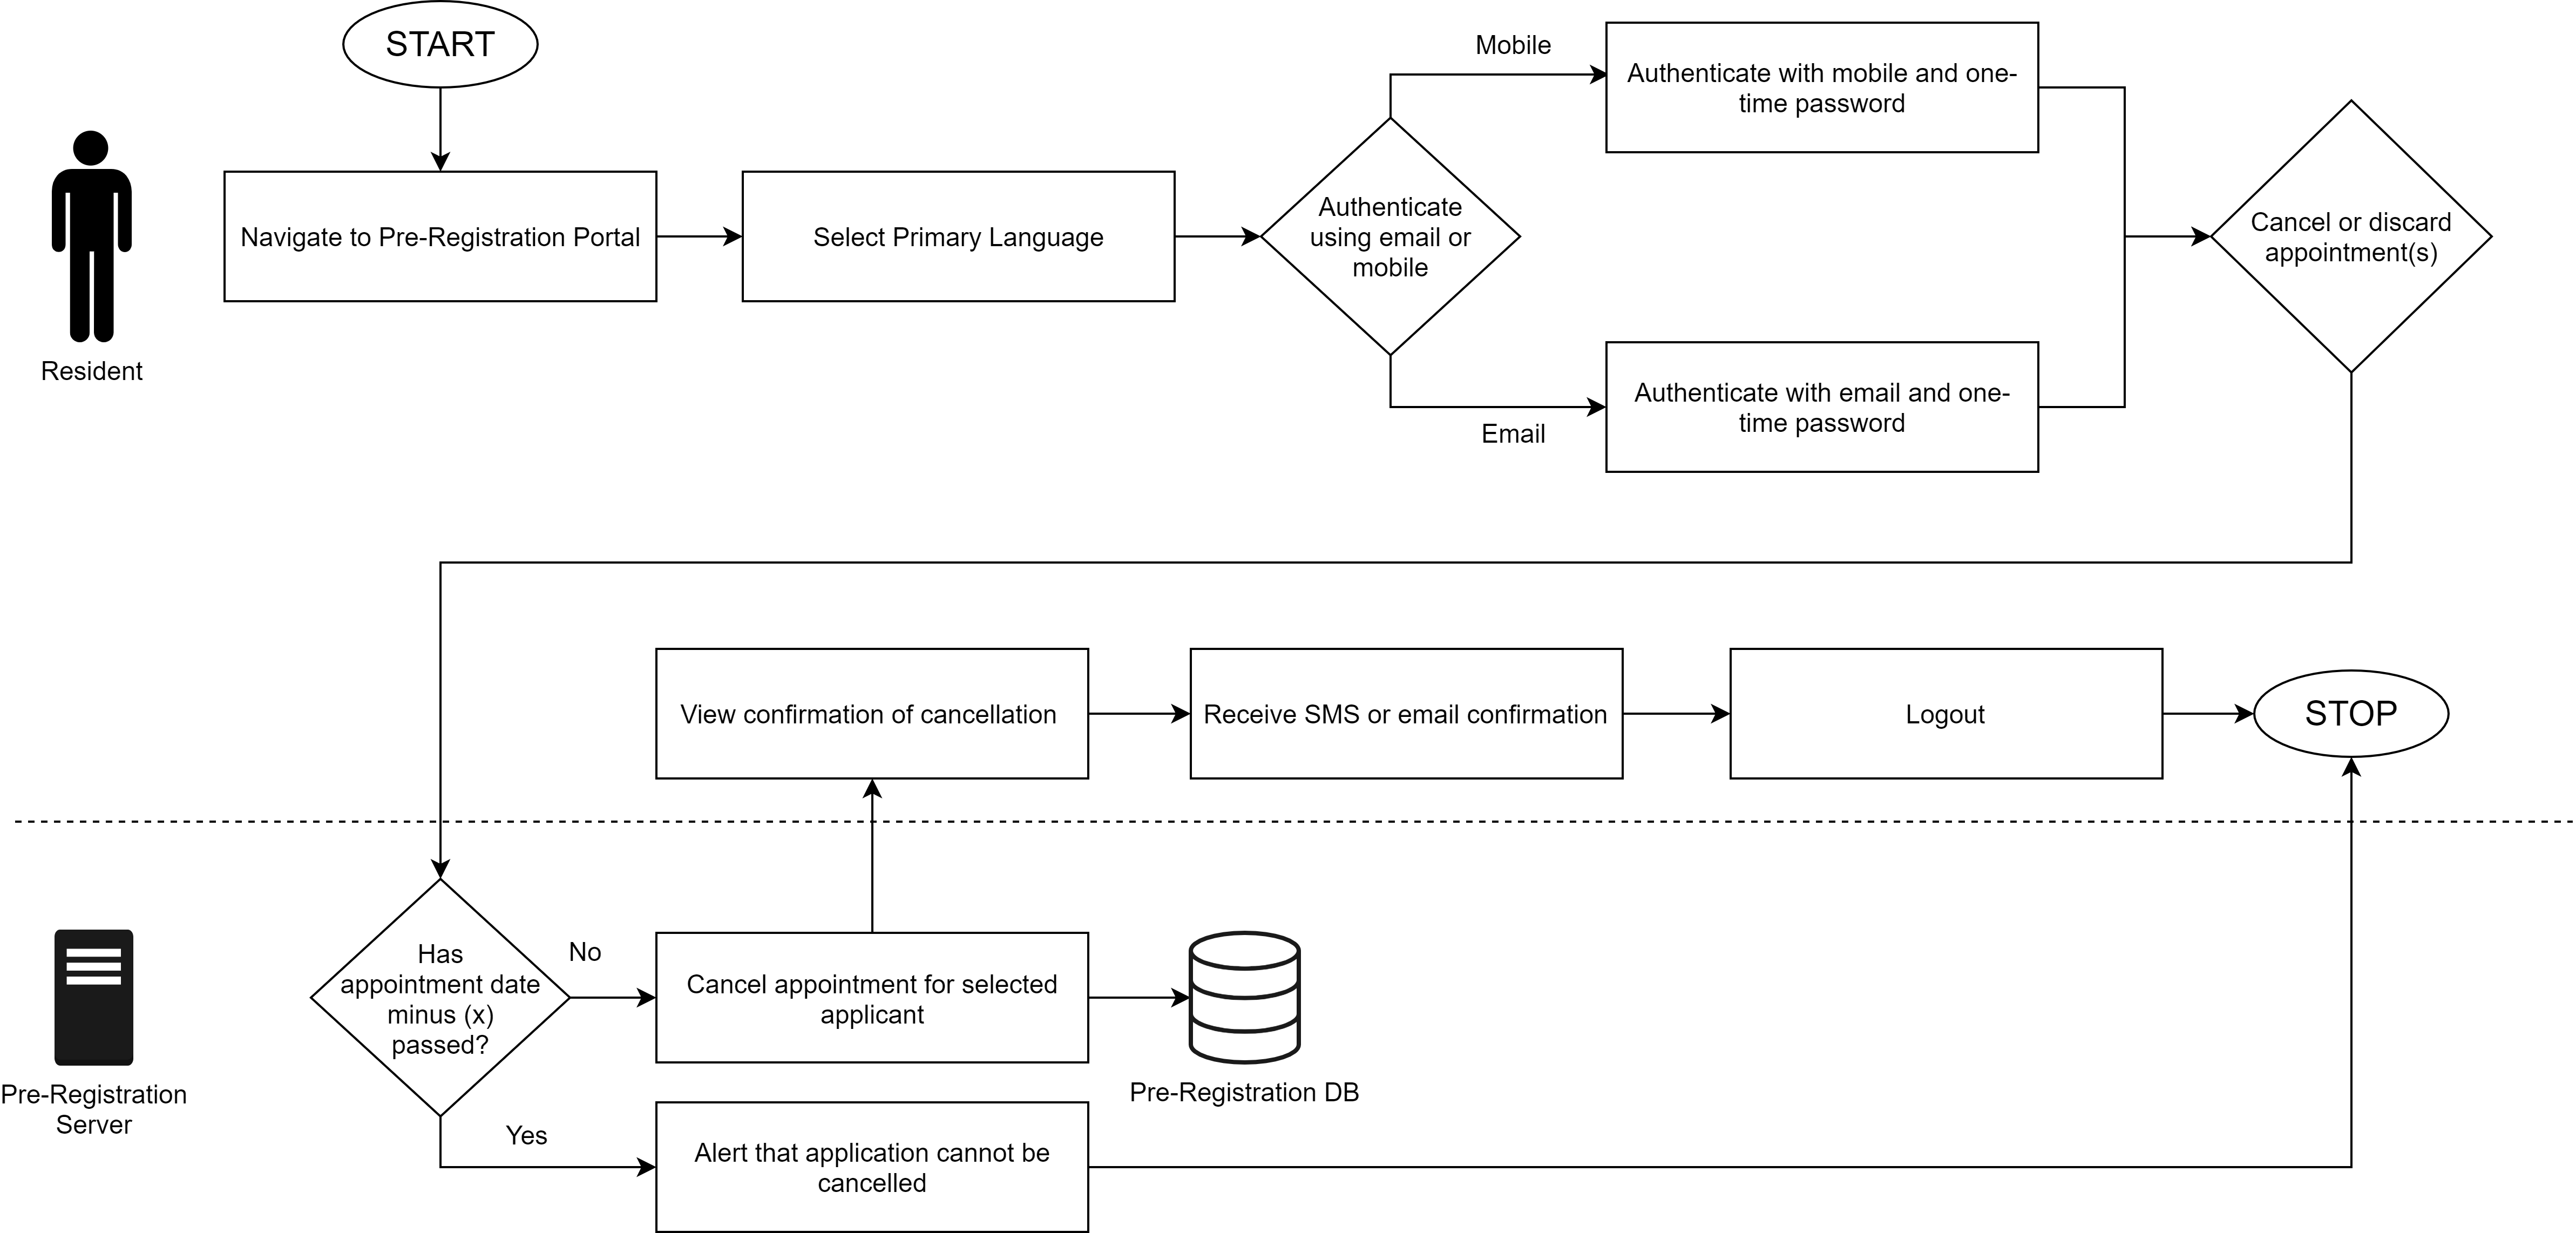 START
Mobile
Authenticate with mobile and one-
time password
Navigate to Pre-Registration Portal
Select Primary Language
Authenticate
using email or
mobile
Cancel or discard
appointment(s)
Resident
Authenticate with email and one-
time password
Email
View confirmation of cancellation
Receive SMS or email confirmation
Logout
STOP
Has
appointment date
minus (x)
passed?
No
Cancel appointment for selected
applicant
Pre-Registration DB
Pre-Registration
Server
Yes
Alert that application cannot be
cancelled